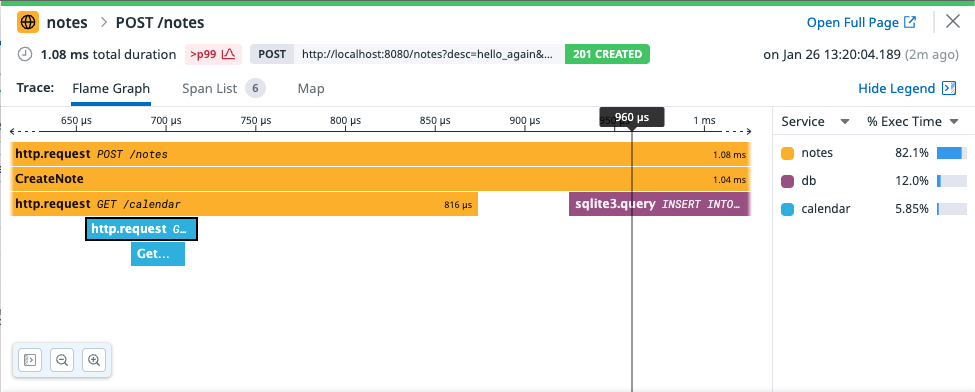 notes > POST /notes
Open Full Page
1.08 ms total duration
>p99
POST http://localhost:8080/notes?desc=hello_again&...
201 CREATED
on Jan 26 13:20:04.189 (2m ago)
Trace: Flame Graph Span List 6 Map
Hide Legend
650 µs 700 µs 750 µs 800 µs 850 µs 900 µs 960 µs 1 ms
Service % Exec Time
http.request POST /notes 1.08 ms
CreateNote 1.04 ms
http.request GET /calendar 816 µs
sqlite3.query INSERT INTO…
http.request G…
Get...
notes 82.1%
db 12.0%
calendar 5.85%